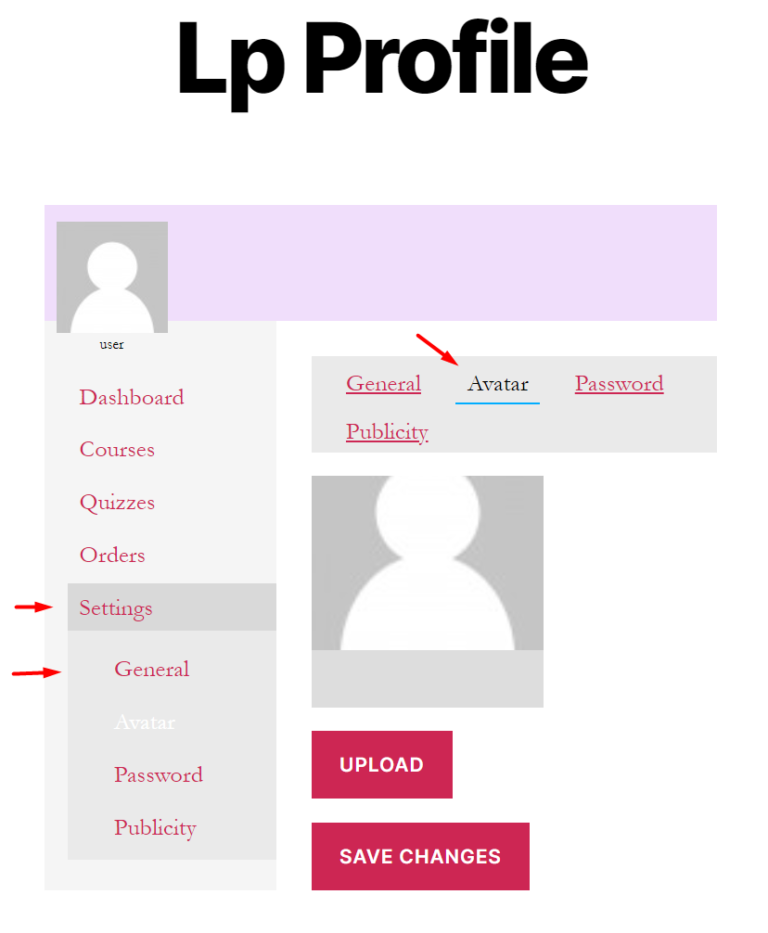 Lp Profile
user
Dashboard
Courses
Quizzes
Orders
Settings
General
Avatar
Password
Publicity
General Avatar Password
Publicity
UPLOAD
SAVE CHANGES